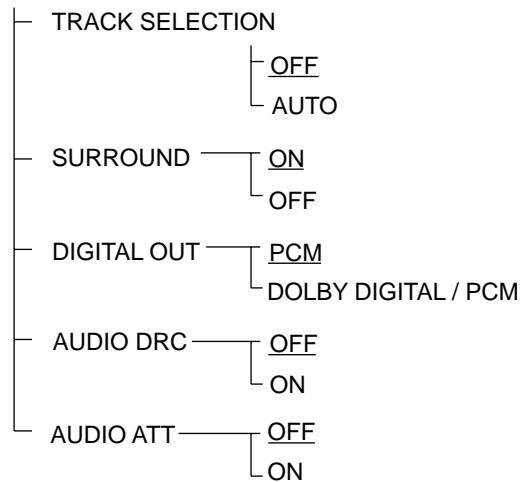 TRACK SELECTION
OFF
AUTO
SURROUND
ON
OFF
DIGITAL OUT
PCM
DOLBY DIGITAL / PCM
AUDIO DRC
OFF
ON
AUDIO ATT
OFF
ON